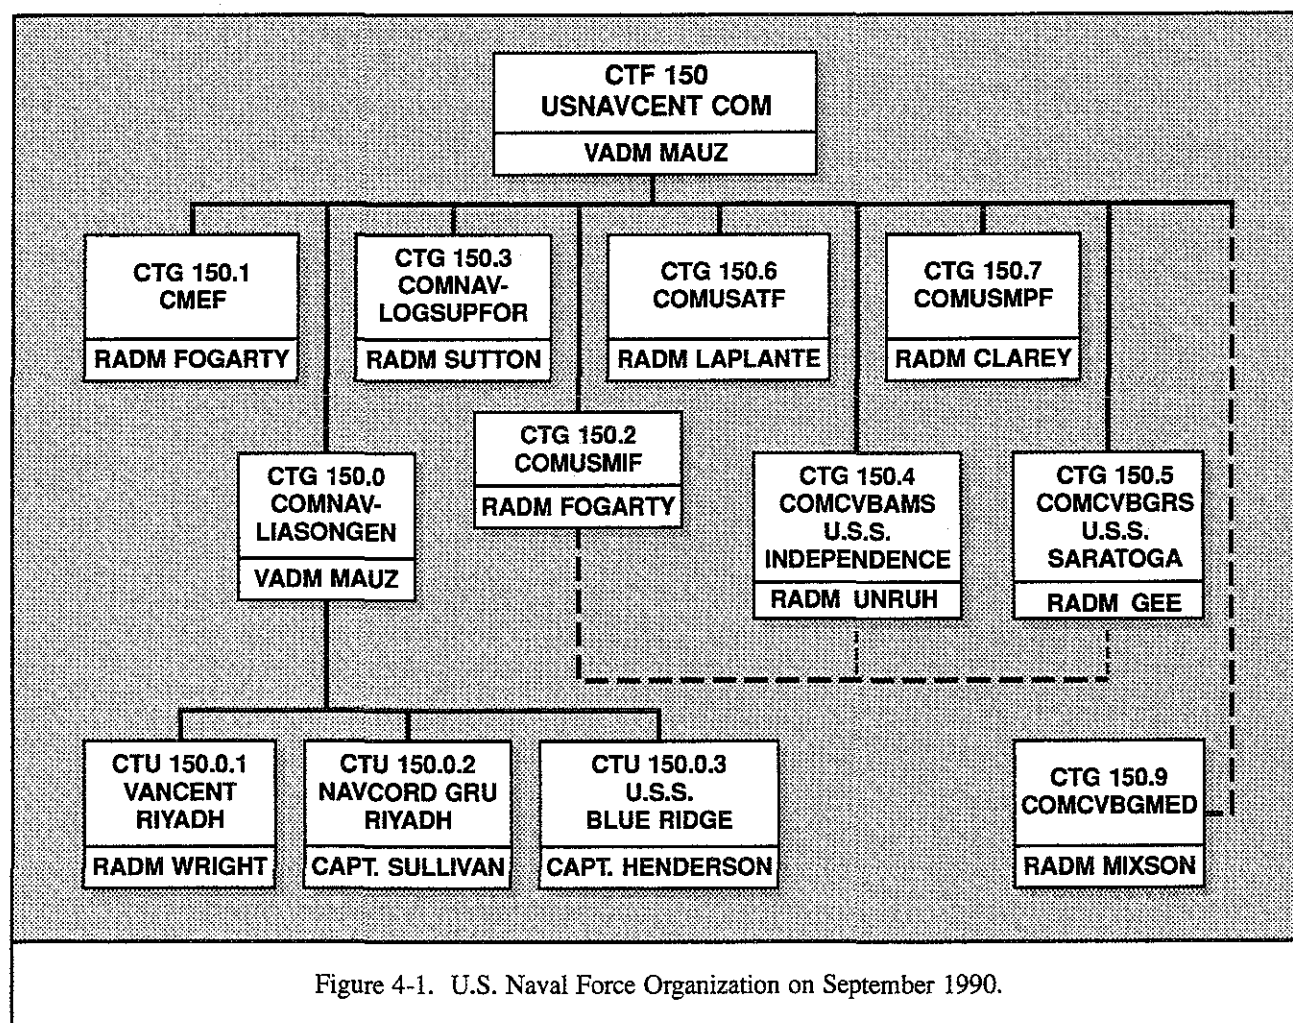 CTF 150
USNAVCENT COM
VADM MAUZ
CTG 150.1
CMEF
RADM FOGARTY
CTG 150.3
COMNAV-
LOGSUPFOR
RADM SUTTON
CTG 150.6
COMUSATF
RADM LAPLANTE
CTG 150.7
COMUSMPF
RADM CLAREY
CTG 150.2
COMUSMIF
RADM FOGARTY
CTG 150.0
COMNAV-
LIASONGEN
VADM MAUZ
CTG 150.4
COMCVBAMS
U.S.S.
INDEPENDENCE
RADM UNRUH
CTG 150.5
COMCVBGRS
U.S.S.
SARATOGA
RADM GEE
CTU 150.0.1
VANCENT
RIYADH
RADM WRIGHT
CTU 150.0.2
NAVCORD GRU
RIYADH
CAPT. SULLIVAN
CTU 150.0.3
U.S.S.
BLUE RIDGE
CAPT. HENDERSON
CTG 150.9
COMCVBGMED
RADM MIXSON
Figure 4-1. U.S. Naval Force Organization on September 1990.